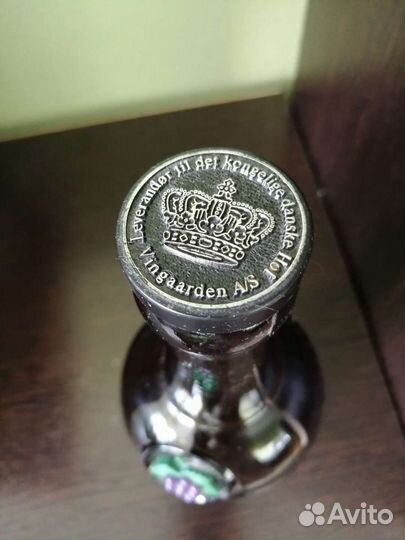 Leverandør til det kongelige danske Hof
Vingaarden A/S
Avito